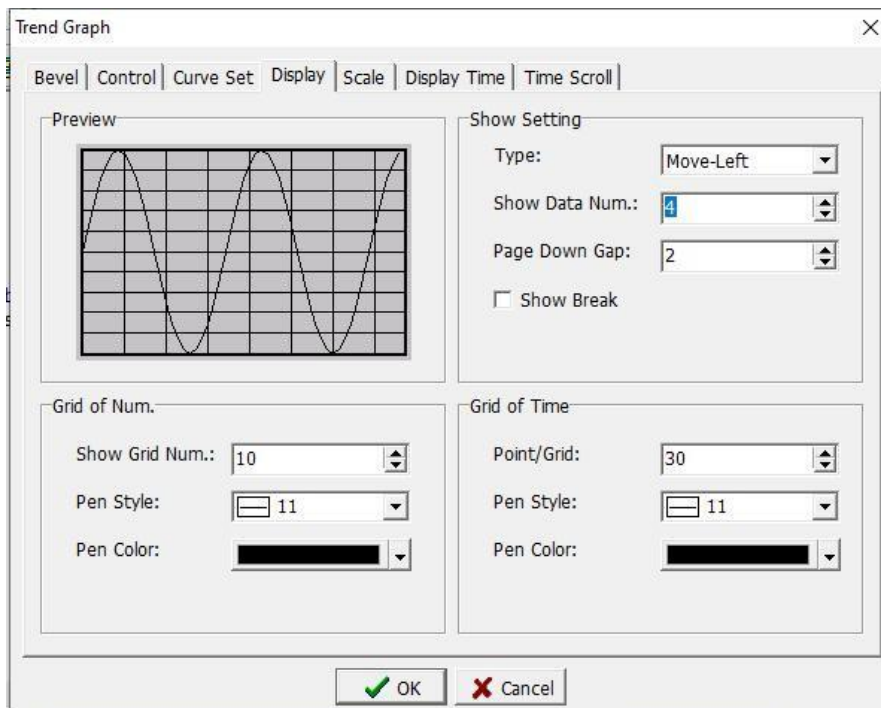 Trend Graph
Bevel Control Curve Set Display Scale Display Time Time Scroll
Preview
Show Setting
Type: Move-Left
Show Data Num.: 4
Page Down Gap: 2
Show Break
Grid of Num.
Show Grid Num.: 10
Pen Style: 11
Pen Color:
Grid of Time
Point/Grid: 30
Pen Style: 11
Pen Color:
OK Cancel